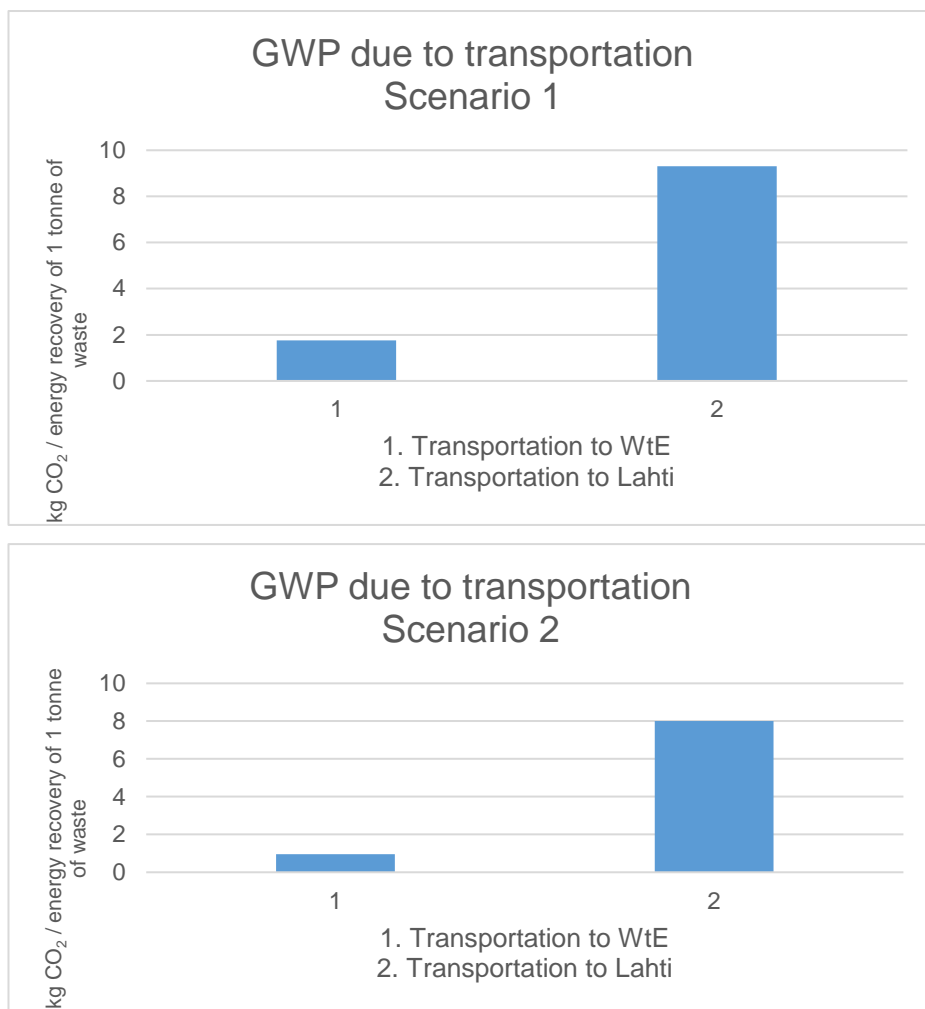 GWP due to transportation
Scenario 1
kg CO₂ / energy recovery of 1 tonne of
waste
10
8
6
4
2
0
1
2
1. Transportation to WtE
2. Transportation to Lahti
GWP due to transportation
Scenario 2
kg CO₂ / energy recovery of 1 tonne
of waste
10
8
6
4
2
0
1
2
1. Transportation to WtE
2. Transportation to Lahti